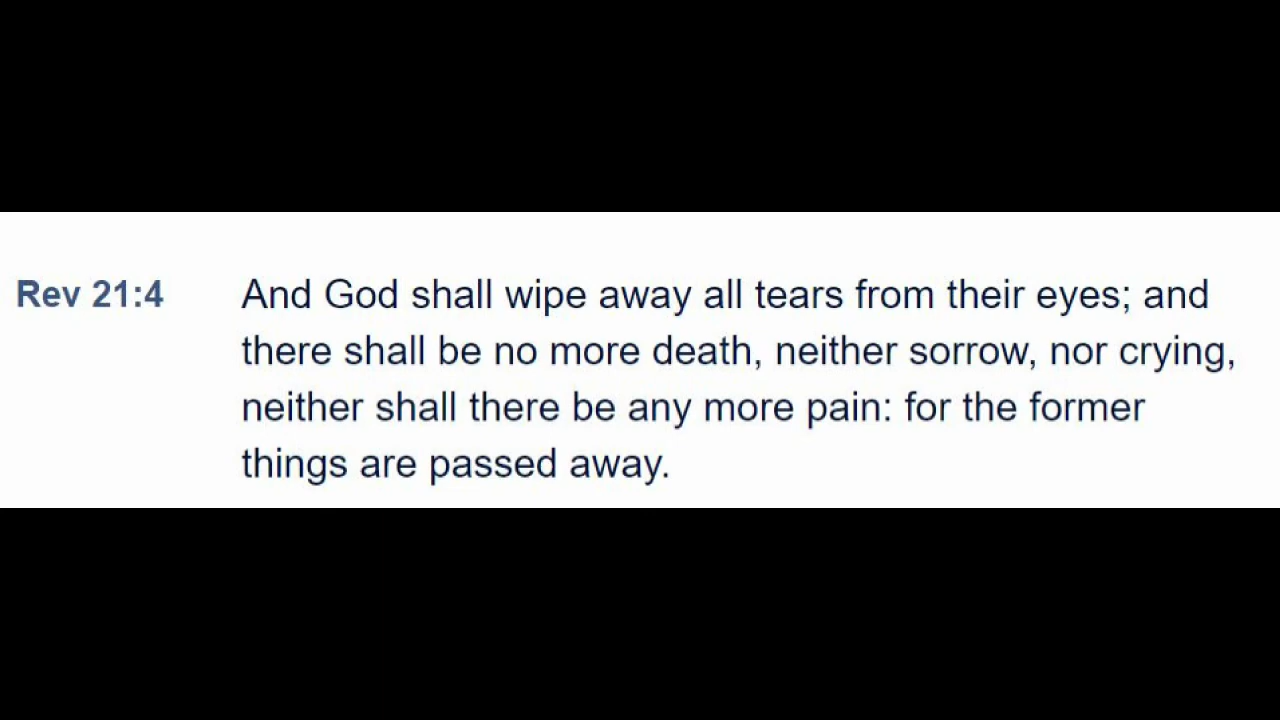 Rev 21:4 And God shall wipe away all tears from their eyes; and
there shall be no more death, neither sorrow, nor crying,
neither shall there be any more pain: for the former
things are passed away.